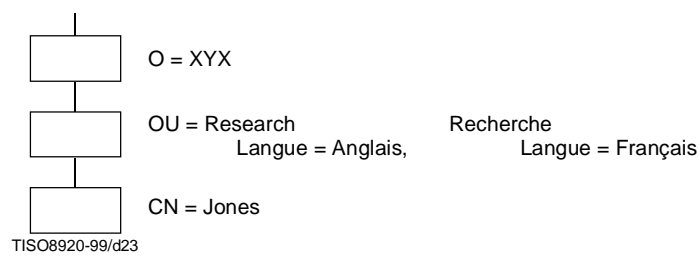 O = XYX
OU = Research Recherche
Langue = Anglais, Langue = Français
CN = Jones
TISO8920-99/d23